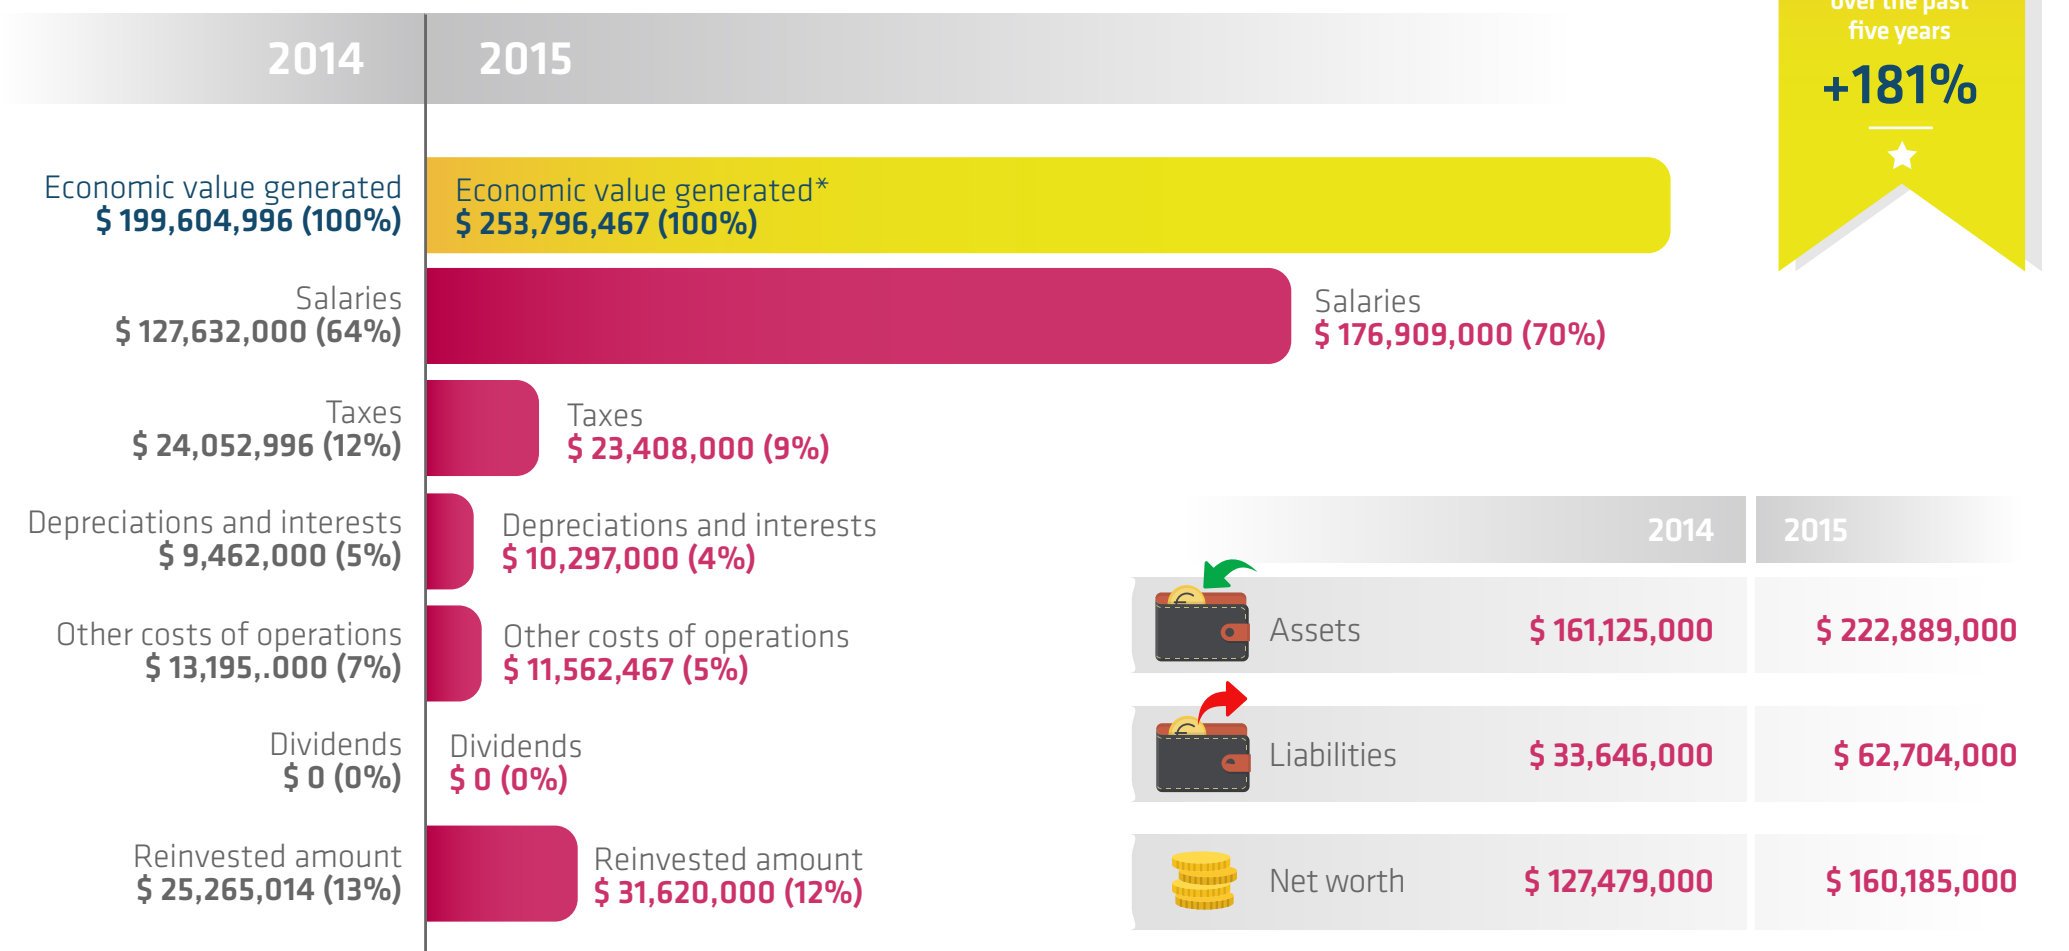 over the past
five years
+181%
2014
2015
Economic value generated
$ 199,604,996 (100%)
Economic value generated*
$ 253,796,467 (100%)
Salaries
$ 127,632,000 (64%)
Salaries
$ 176,909,000 (70%)
Taxes
$ 24,052,996 (12%)
Taxes
$ 23,408,000 (9%)
Depreciations and interests
$ 9,462,000 (5%)
Depreciations and interests
$ 10,297,000 (4%)
Other costs of operations
$ 13,195,.000 (7%)
Other costs of operations
$ 11,562,467 (5%)
Dividends
$ 0 (0%)
Dividends
$ 0 (0%)
Reinvested amount
$ 25,265,014 (13%)
Reinvested amount
$ 31,620,000 (12%)
2014
2015
Assets
$ 161,125,000
$ 222,889,000
Liabilities
$ 33,646,000
$ 62,704,000
Net worth
$ 127,479,000
$ 160,185,000